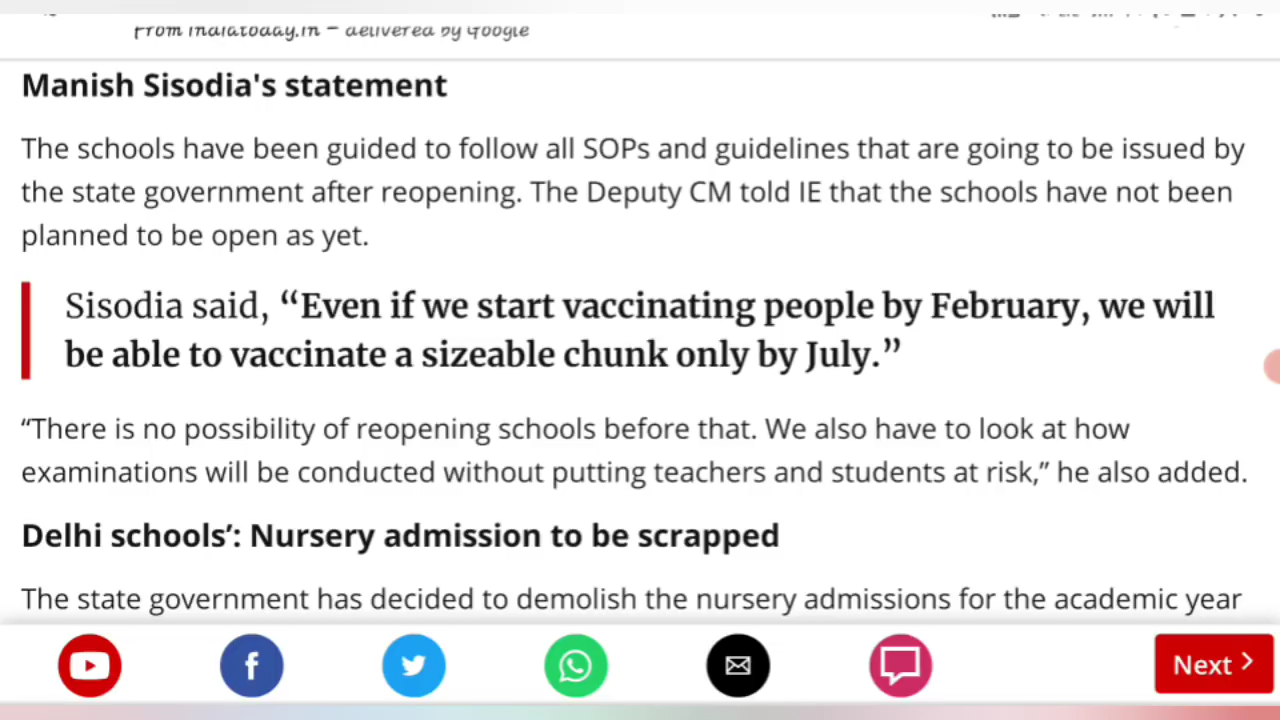 From indiatoday.in – delivered by Google
Manish Sisodia's statement
The schools have been guided to follow all SOPs and guidelines that are going to be issued by
the state government after reopening. The Deputy CM told IE that the schools have not been
planned to be open as yet.
Sisodia said, “Even if we start vaccinating people by February, we will
be able to vaccinate a sizeable chunk only by July.”
“There is no possibility of reopening schools before that. We also have to look at how
examinations will be conducted without putting teachers and students at risk,” he also added.
Delhi schools’: Nursery admission to be scrapped
The state government has decided to demolish the nursery admissions for the academic year
f
Next >